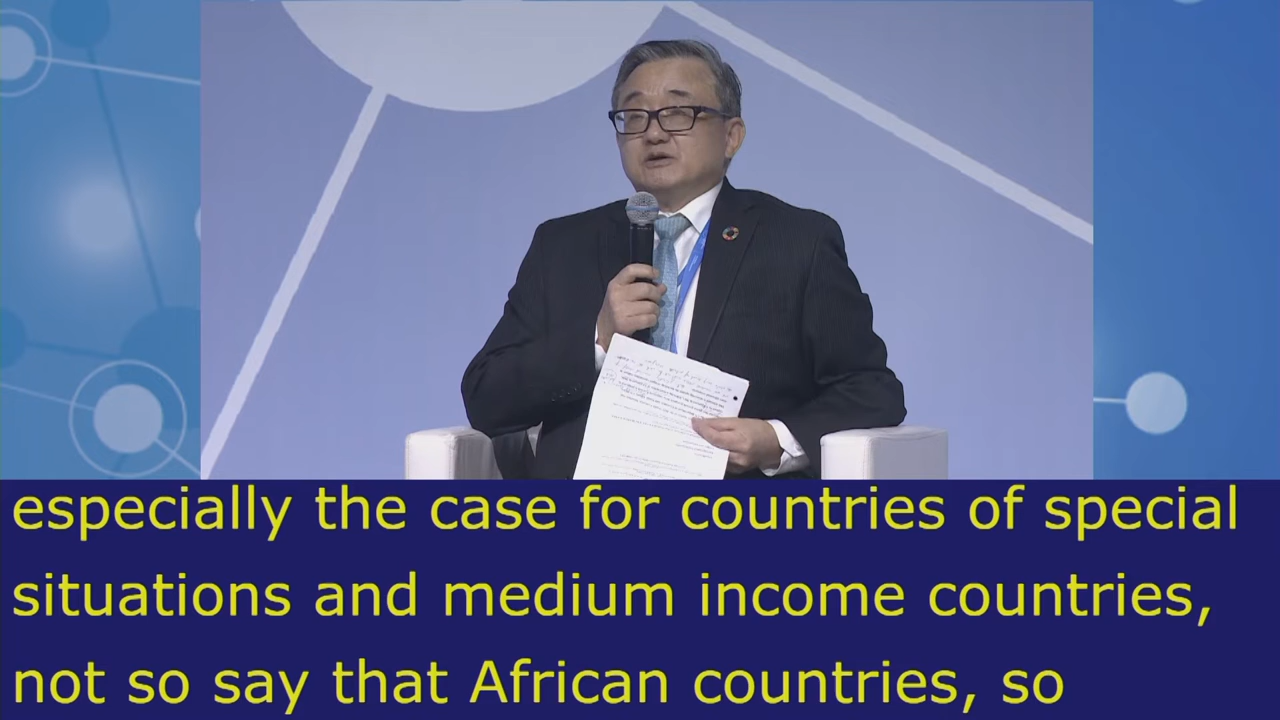 especially the case for countries of special
situations and medium income countries,
not so say that African countries, so